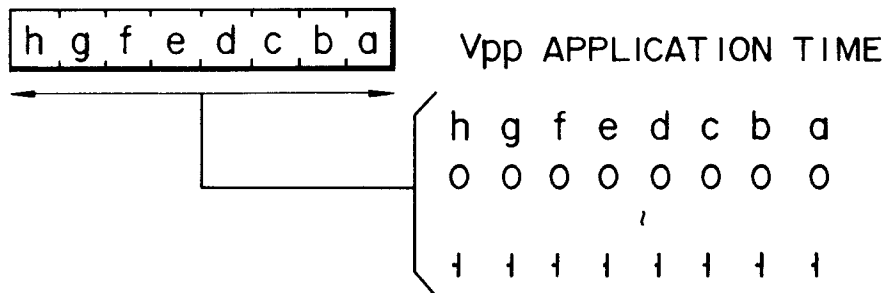 h g f e d c b a
Vpp APPLICATION TIME
h g f e d c b a
0 0 0 0 0 0 0 0
~
1 1 1 1 1 1 1 1